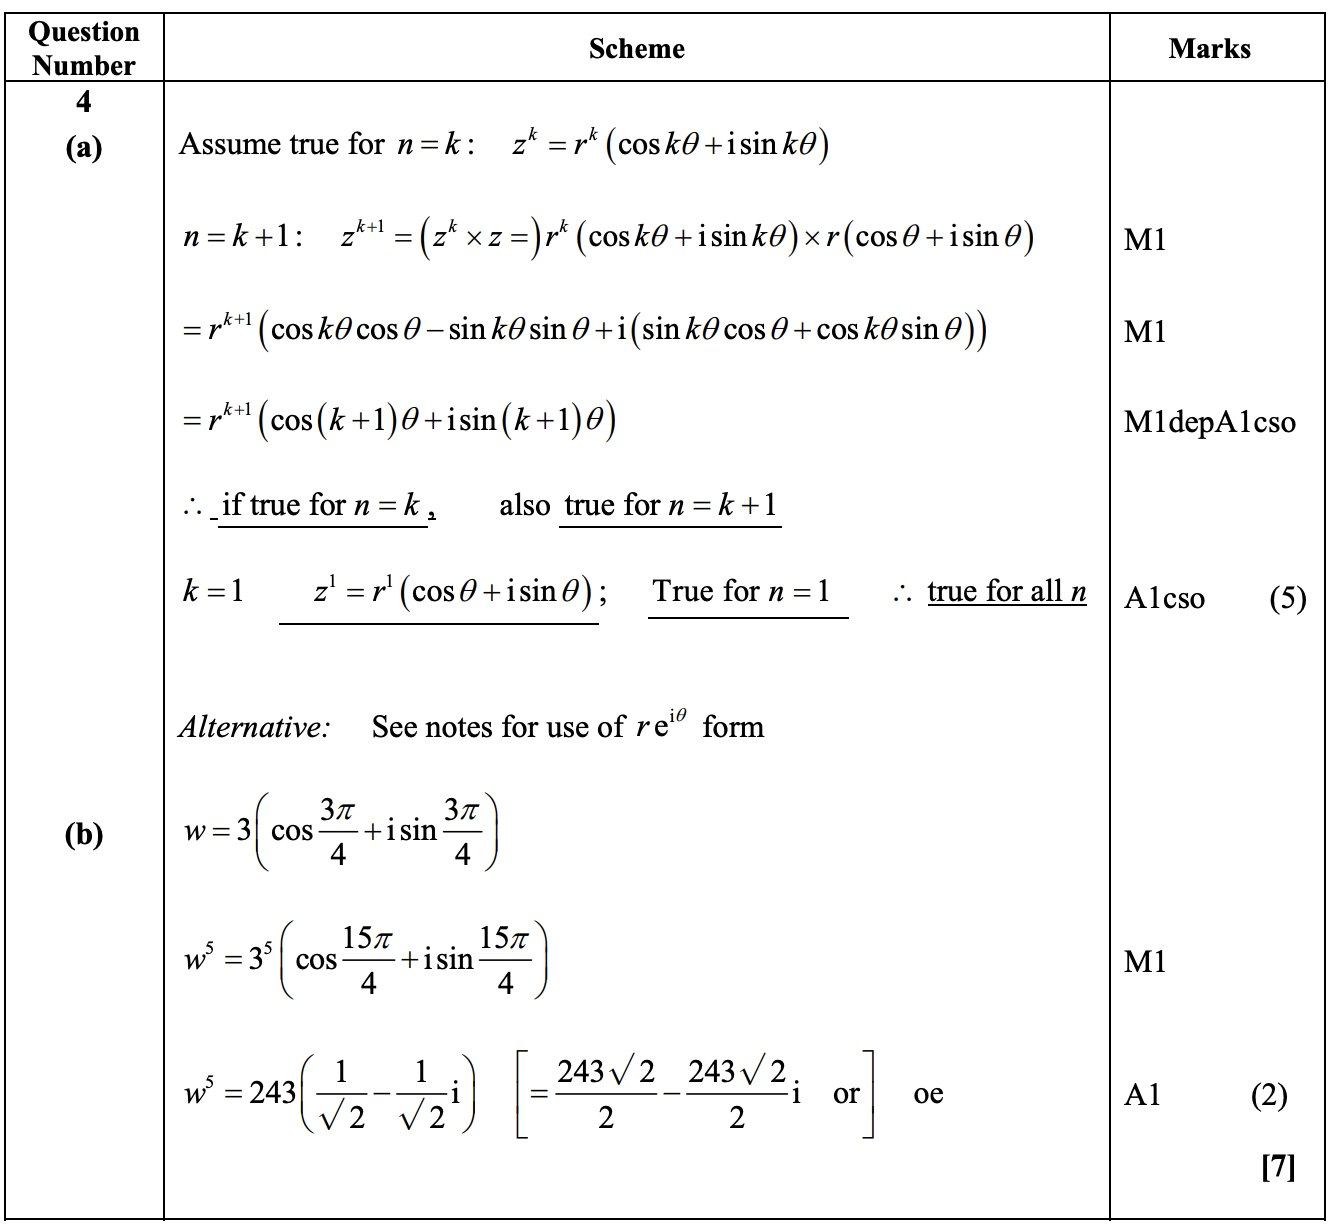 Question Number Scheme Marks
4
(a) Assume true for n = k : z^k = r^k (cos kθ + i sin kθ)
n = k + 1 : z^{k+1} = (z^k × z =) r^k (cos kθ + i sin kθ) × r (cos θ + i sin θ) M1
= r^{k+1} (cos kθ cos θ − sin kθ sin θ + i (sin kθ cos θ + cos kθ sin θ)) M1
= r^{k+1} (cos (k + 1) θ + i sin (k + 1) θ) M1depA1cso
∴ if true for n = k , also true for n = k + 1
k = 1 z^1 = r^1 (cos θ + i sin θ) ; True for n = 1 ∴ true for all n A1cso (5)
Alternative: See notes for use of r e^{iθ} form
(b) w = 3 (cos 3π/4 + i sin 3π/4)
w^5 = 3^5 (cos 15π/4 + i sin 15π/4) M1
w^5 = 243 (1/√2 − 1/√2 i) [= 243√2/2 − 243√2/2 i or] oe A1 (2)
[7]